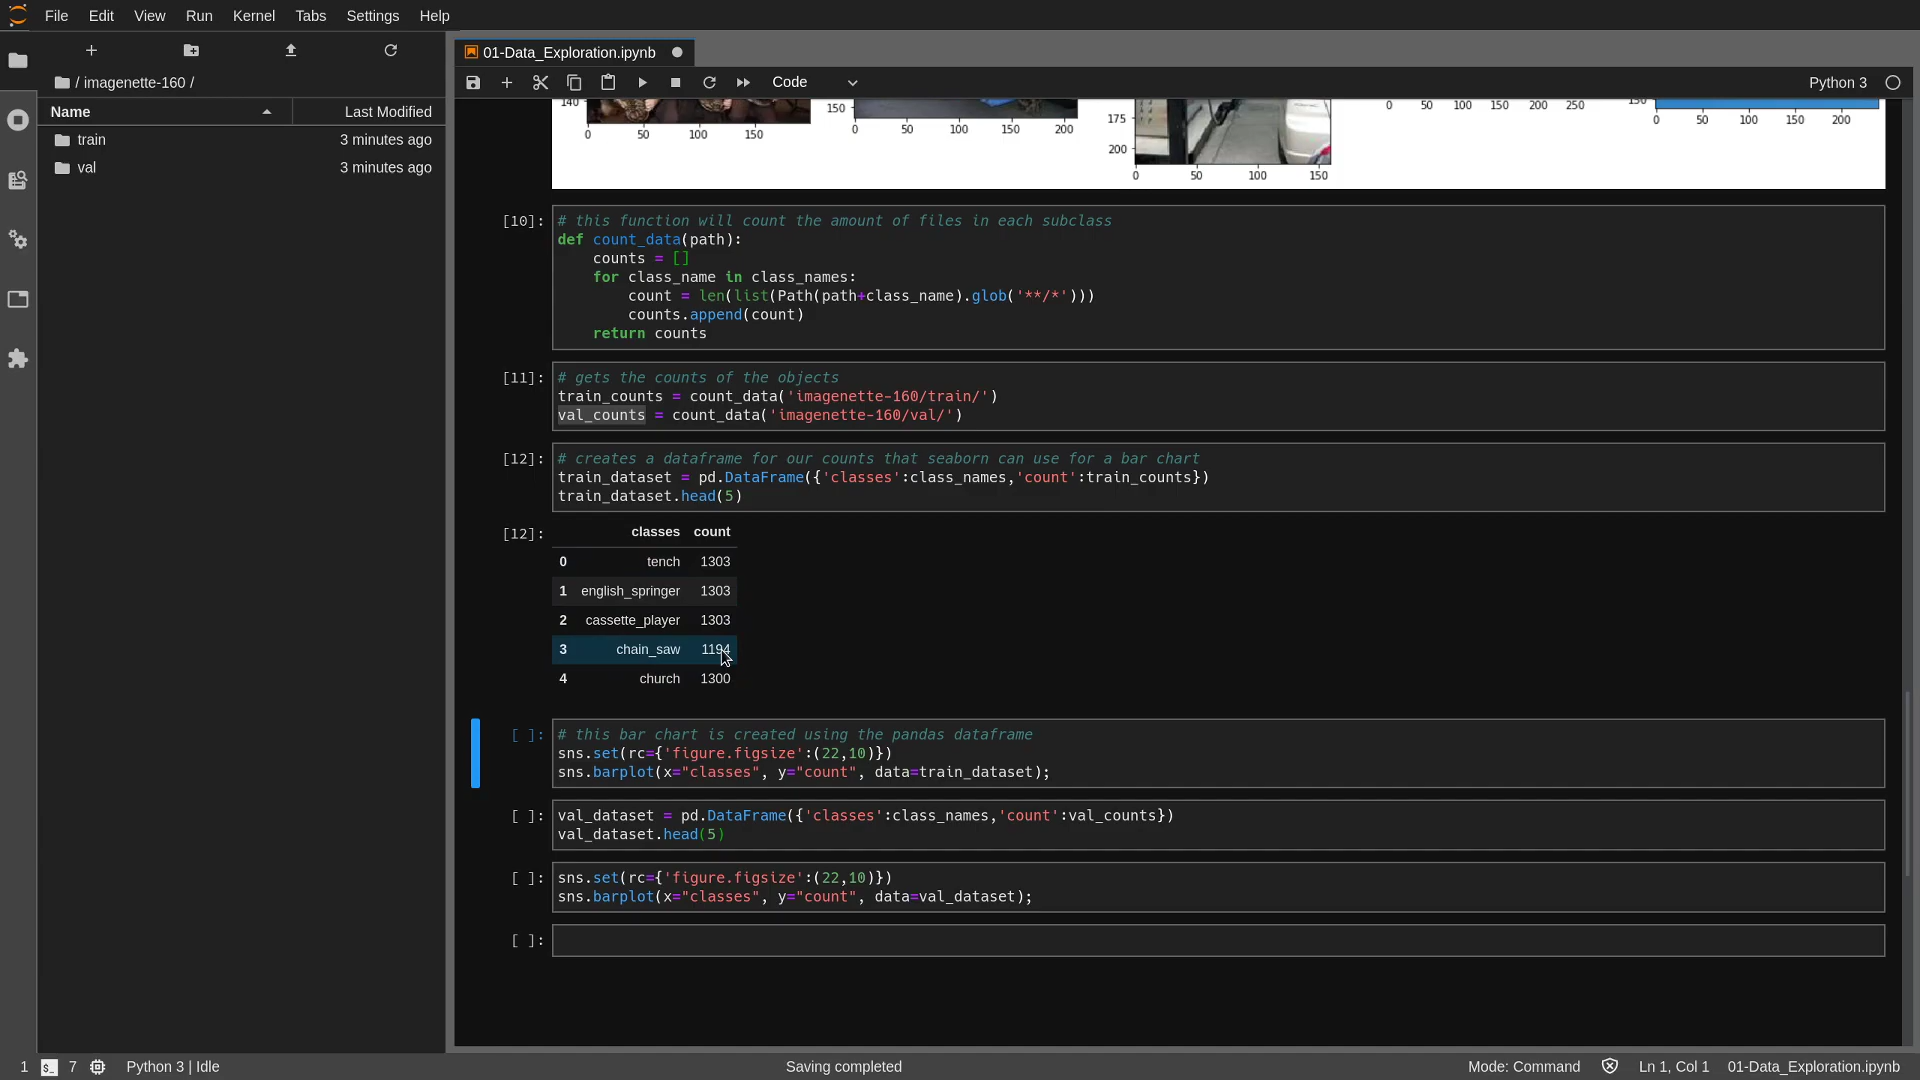 File Edit View Run Kernel Tabs Settings Help
/ imagenette-160 /
Name Last Modified
train 3 minutes ago
val 3 minutes ago
01-Data_Exploration.ipynb
Code
Python 3
140
0 50 100 150
150
0 50 100 150 200
175
200
0 50 100 150
0 50 100 150 200 250
150
0 50 100 150 200
[10]: # this function will count the amount of files in each subclass
def count_data(path):
counts = []
for class_name in class_names:
count = len(list(Path(path+class_name).glob('**/*')))
counts.append(count)
return counts
[11]: # gets the counts of the objects
train_counts = count_data('imagenette-160/train/')
val_counts = count_data('imagenette-160/val/')
[12]: # creates a dataframe for our counts that seaborn can use for a bar chart
train_dataset = pd.DataFrame({'classes':class_names,'count':train_counts})
train_dataset.head(5)
[12]: classes count
0 tench 1303
1 english_springer 1303
2 cassette_player 1303
3 chain_saw 1194
4 church 1300
[ ]: # this bar chart is created using the pandas dataframe
sns.set(rc={'figure.figsize':(22,10)})
sns.barplot(x="classes", y="count", data=train_dataset);
[ ]: val_dataset = pd.DataFrame({'classes':class_names,'count':val_counts})
val_dataset.head(5)
[ ]: sns.set(rc={'figure.figsize':(22,10)})
sns.barplot(x="classes", y="count", data=val_dataset);
[ ]:
1 $_ 7 Python 3 | Idle Saving completed Mode: Command Ln 1, Col 1 01-Data_Exploration.ipynb